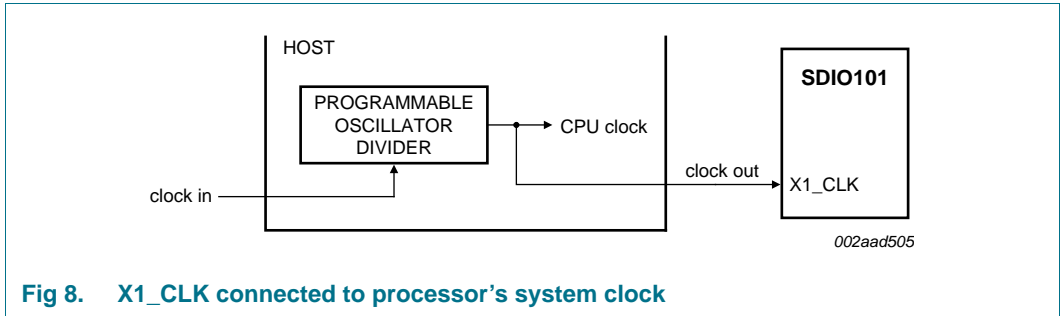 HOST
SDIO101
PROGRAMMABLE
OSCILLATOR
DIVIDER
CPU clock
clock out
X1_CLK
clock in
002aad505
Fig 8. X1_CLK connected to processor’s system clock